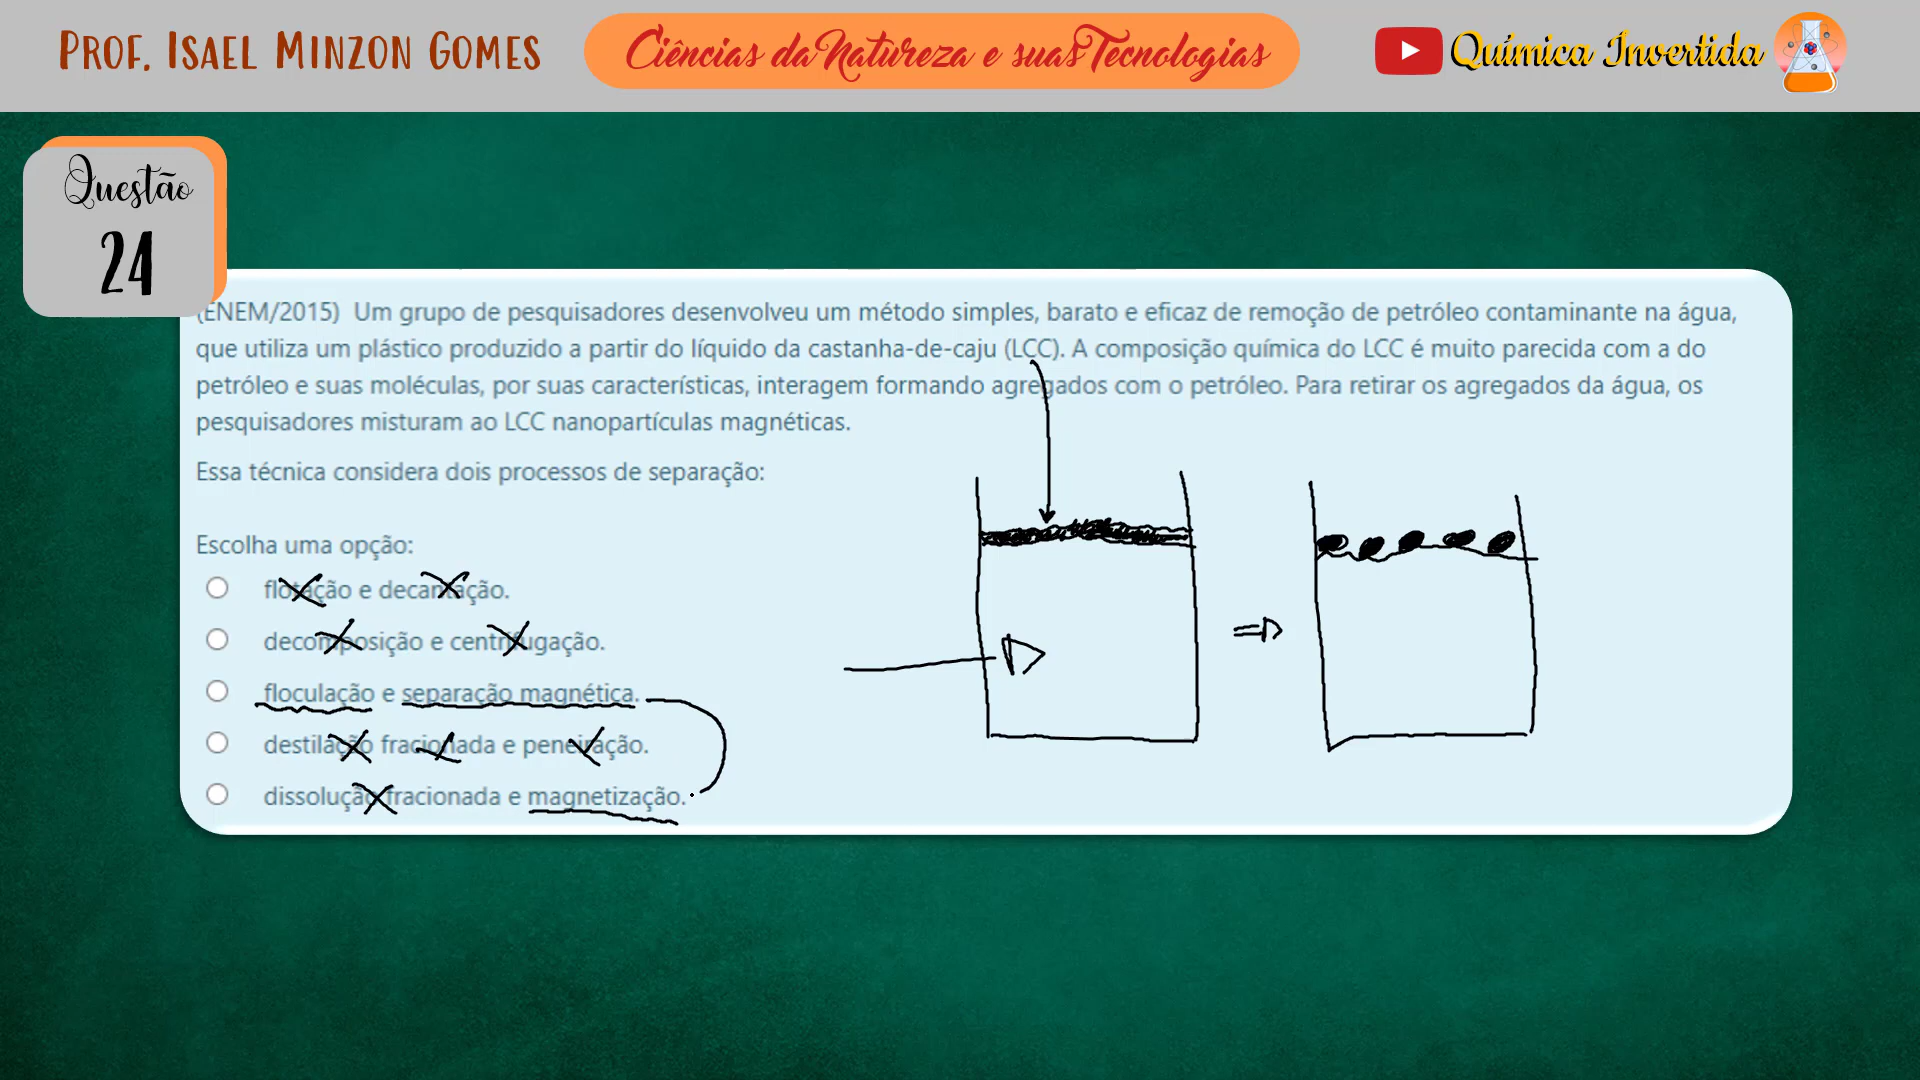 Prof. Isael Minzon Gomes
Ciências da Natureza e suas Tecnologias
Química Invertida
Questão
24
(ENEM/2015) Um grupo de pesquisadores desenvolveu um método simples, barato e eficaz de remoção de petróleo contaminante na água,
que utiliza um plástico produzido a partir do líquido da castanha-de-caju (LCC). A composição química do LCC é muito parecida com a do
petróleo e suas moléculas, por suas características, interagem formando agregados com o petróleo. Para retirar os agregados da água, os
pesquisadores misturam ao LCC nanopartículas magnéticas.
Essa técnica considera dois processos de separação:
Escolha uma opção:
flotação e decantação.
decomposição e centrifugação.
floculação e separação magnética.
destilação fracionada e peneiração.
dissolução fracionada e magnetização.